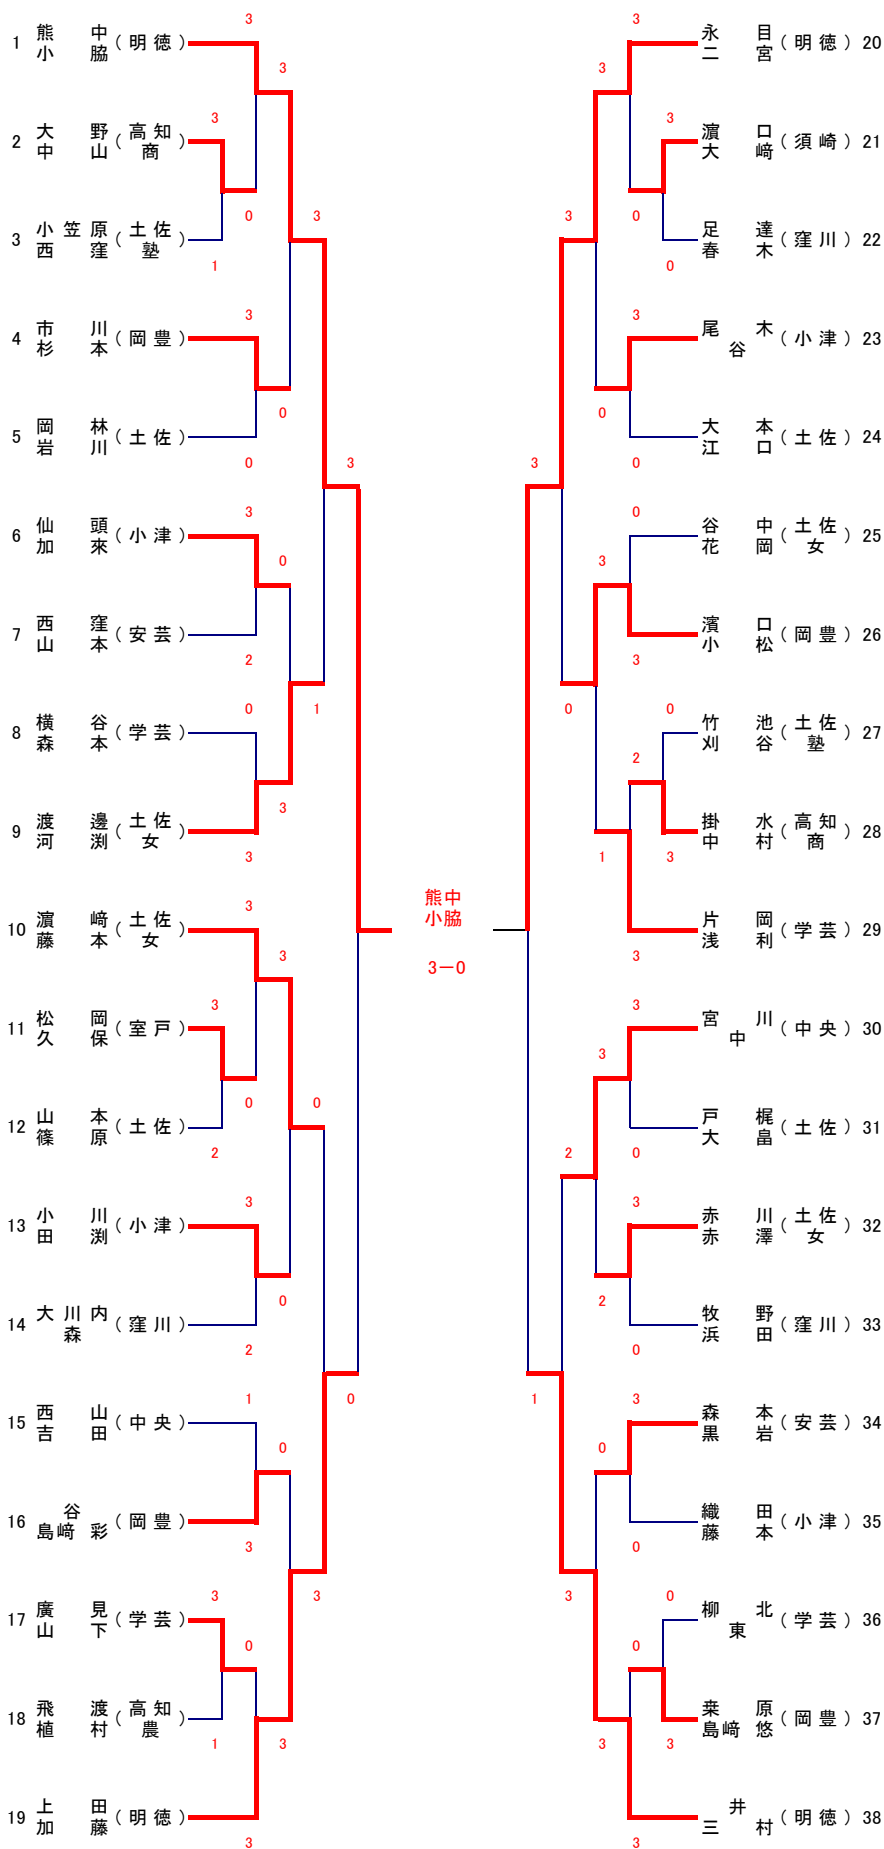 1 熊中 小脇 (明徳)
2 大野 中山 (高知商)
3 小笠原 西窪 (土佐塾)
4 市川 杉本 (岡豊)
5 岡林 岩川 (土佐)
6 仙頭 加來 (小津)
7 西窪 山本 (安芸)
8 横谷 森本 (学芸)
9 渡邊 河渕 (土佐女)
10 濵﨑 藤本 (土佐女)
11 松岡 久保 (室戸)
12 山本 篠原 (土佐)
13 小川 田渕 (小津)
14 大川内 森 (窪川)
15 西山 吉田 (中央)
16 谷 島﨑彩 (岡豊)
17 廣見 山下 (学芸)
18 飛渡 植村 (高知農)
19 上田 加藤 (明徳)
3
3
3
0
1
3
3
0
0
3
3
0
2
0
1
0
3
3
3
3
3
0
0
2
3
0
2
0
1
0
3
3
3
0
1
3
3
0
熊中
小脇
3－0
永目 二宮 (明徳) 20
濵口 大﨑 (須崎) 21
足達 春木 (窪川) 22
尾木 谷 (小津) 23
大本 江口 (土佐) 24
谷中 花岡 (土佐女) 25
濱口 小松 (岡豊) 26
竹池 刈谷 (土佐塾) 27
掛水 中村 (高知商) 28
片岡 浅利 (学芸) 29
宮川 中 (中央) 30
戸梶 大畠 (土佐) 31
赤川 赤澤 (土佐女) 32
牧野 浜田 (窪川) 33
森本 黒岩 (安芸) 34
織田 藤本 (小津) 35
柳北 東 (学芸) 36
桒原 島﨑悠 (岡豊) 37
井 三村 (明徳) 38
3
3
3
0
0
3
3
0
0
3
0
3
3
0
0
2
1
3
3
3
3
0
2
3
2
0
1
3
0
0
0
3
0
3
3
3